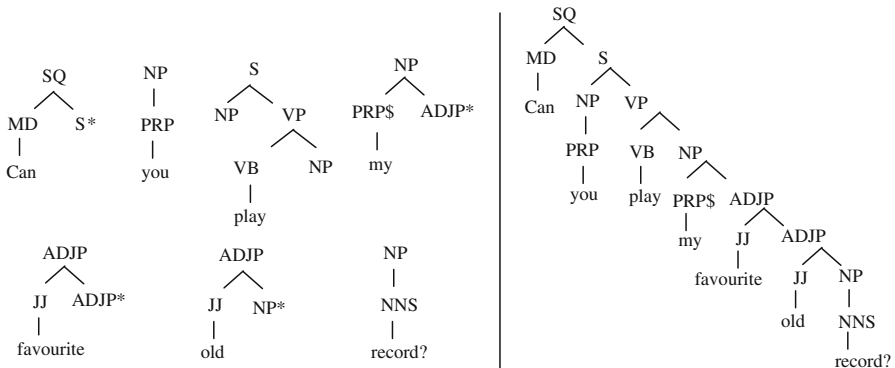 SQ
MD S*
Can
NP
PRP
you
S
NP VP
VB NP
play
NP
PRP$ ADJP*
my
ADJP
JJ ADJP*
favourite
ADJP
JJ NP*
old
NP
NNS
record?
SQ
MD S
Can NP VP
PRP VB NP
you play PRP$ ADJP
my JJ ADJP
favourite JJ NP
old NNS
record?